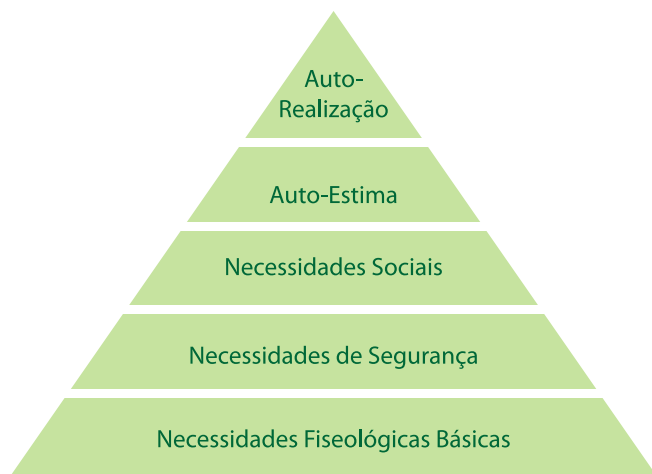 Auto-
Realização
Auto-Estima
Necessidades Sociais
Necessidades de Segurança
Necessidades Fiseológicas Básicas